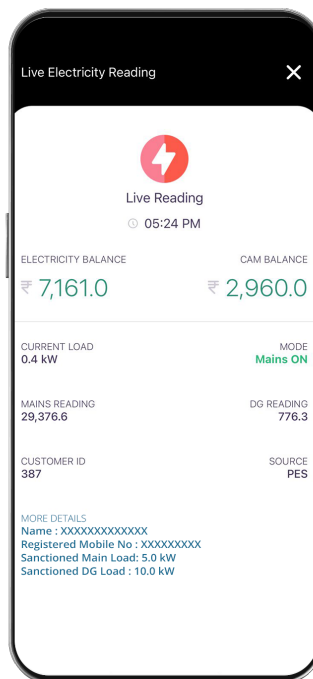 Live Electricity Reading
Live Reading
05:24 PM
ELECTRICITY BALANCE CAM BALANCE
₹ 7,161.0 ₹ 2,960.0
CURRENT LOAD MODE
0.4 kW Mains ON
MAINS READING DG READING
29,376.6 776.3
CUSTOMER ID SOURCE
387 PES
MORE DETAILS
Name : XXXXXXXXXXXXX
Registered Mobile No : XXXXXXXXX
Sanctioned Main Load: 5.0 kW
Sanctioned DG Load : 10.0 kW